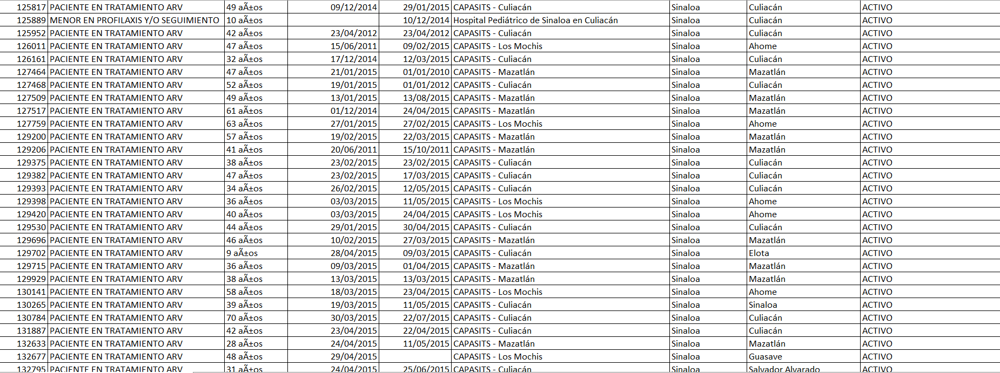 125817 PACIENTE EN TRATAMIENTO ARV 49 aÃ±os 09/12/2014 29/01/2015 CAPASITS - Culiacán Sinaloa Culiacán ACTIVO
125889 MENOR EN PROFILAXIS Y/O SEGUIMIENTO 10 aÃ±os 10/12/2014 Hospital Pediátrico de Sinaloa en Culiacán Sinaloa Culiacán ACTIVO
125952 PACIENTE EN TRATAMIENTO ARV 42 aÃ±os 23/04/2012 23/04/2012 CAPASITS - Culiacán Sinaloa Culiacán ACTIVO
126011 PACIENTE EN TRATAMIENTO ARV 47 aÃ±os 15/06/2011 09/02/2015 CAPASITS - Los Mochis Sinaloa Ahome ACTIVO
126161 PACIENTE EN TRATAMIENTO ARV 32 aÃ±os 17/12/2014 12/03/2015 CAPASITS - Culiacán Sinaloa Culiacán ACTIVO
127464 PACIENTE EN TRATAMIENTO ARV 47 aÃ±os 21/01/2015 01/01/2010 CAPASITS - Mazatlán Sinaloa Mazatlán ACTIVO
127468 PACIENTE EN TRATAMIENTO ARV 52 aÃ±os 19/01/2015 01/01/2012 CAPASITS - Culiacán Sinaloa Culiacán ACTIVO
127509 PACIENTE EN TRATAMIENTO ARV 49 aÃ±os 13/01/2015 13/08/2015 CAPASITS - Mazatlán Sinaloa Mazatlán ACTIVO
127517 PACIENTE EN TRATAMIENTO ARV 61 aÃ±os 01/12/2014 24/04/2015 CAPASITS - Mazatlán Sinaloa Mazatlán ACTIVO
127759 PACIENTE EN TRATAMIENTO ARV 63 aÃ±os 27/01/2015 27/02/2015 CAPASITS - Los Mochis Sinaloa Ahome ACTIVO
129200 PACIENTE EN TRATAMIENTO ARV 57 aÃ±os 19/02/2015 22/03/2015 CAPASITS - Mazatlán Sinaloa Mazatlán ACTIVO
129206 PACIENTE EN TRATAMIENTO ARV 41 aÃ±os 20/06/2011 15/10/2011 CAPASITS - Mazatlán Sinaloa Mazatlán ACTIVO
129375 PACIENTE EN TRATAMIENTO ARV 38 aÃ±os 23/02/2015 23/02/2015 CAPASITS - Culiacán Sinaloa Culiacán ACTIVO
129382 PACIENTE EN TRATAMIENTO ARV 47 aÃ±os 23/02/2015 17/03/2015 CAPASITS - Culiacán Sinaloa Culiacán ACTIVO
129393 PACIENTE EN TRATAMIENTO ARV 34 aÃ±os 26/02/2015 12/05/2015 CAPASITS - Culiacán Sinaloa Culiacán ACTIVO
129398 PACIENTE EN TRATAMIENTO ARV 36 aÃ±os 03/03/2015 11/05/2015 CAPASITS - Los Mochis Sinaloa Ahome ACTIVO
129420 PACIENTE EN TRATAMIENTO ARV 40 aÃ±os 03/03/2015 24/04/2015 CAPASITS - Los Mochis Sinaloa Ahome ACTIVO
129530 PACIENTE EN TRATAMIENTO ARV 44 aÃ±os 29/01/2015 30/04/2015 CAPASITS - Culiacán Sinaloa Culiacán ACTIVO
129696 PACIENTE EN TRATAMIENTO ARV 46 aÃ±os 10/02/2015 27/03/2015 CAPASITS - Mazatlán Sinaloa Mazatlán ACTIVO
129702 PACIENTE EN TRATAMIENTO ARV 9 aÃ±os 28/04/2015 09/03/2015 CAPASITS - Culiacán Sinaloa Elota ACTIVO
129715 PACIENTE EN TRATAMIENTO ARV 36 aÃ±os 09/03/2015 01/04/2015 CAPASITS - Mazatlán Sinaloa Mazatlán ACTIVO
129929 PACIENTE EN TRATAMIENTO ARV 38 aÃ±os 13/03/2015 13/03/2015 CAPASITS - Mazatlán Sinaloa Mazatlán ACTIVO
130141 PACIENTE EN TRATAMIENTO ARV 58 aÃ±os 18/03/2015 23/04/2015 CAPASITS - Los Mochis Sinaloa Ahome ACTIVO
130265 PACIENTE EN TRATAMIENTO ARV 39 aÃ±os 19/03/2015 11/05/2015 CAPASITS - Culiacán Sinaloa Sinaloa ACTIVO
130784 PACIENTE EN TRATAMIENTO ARV 70 aÃ±os 30/03/2015 22/07/2015 CAPASITS - Culiacán Sinaloa Culiacán ACTIVO
131887 PACIENTE EN TRATAMIENTO ARV 42 aÃ±os 23/04/2015 22/04/2015 CAPASITS - Culiacán Sinaloa Culiacán ACTIVO
132633 PACIENTE EN TRATAMIENTO ARV 28 aÃ±os 24/04/2015 11/05/2015 CAPASITS - Mazatlán Sinaloa Mazatlán ACTIVO
132677 PACIENTE EN TRATAMIENTO ARV 48 aÃ±os 29/04/2015 CAPASITS - Los Mochis Sinaloa Guasave ACTIVO
132795 PACIENTE EN TRATAMIENTO ARV 31 aÃ±os 24/04/2015 25/06/2015 CAPASITS - Culiacán Sinaloa Salvador Alvarado ACTIVO